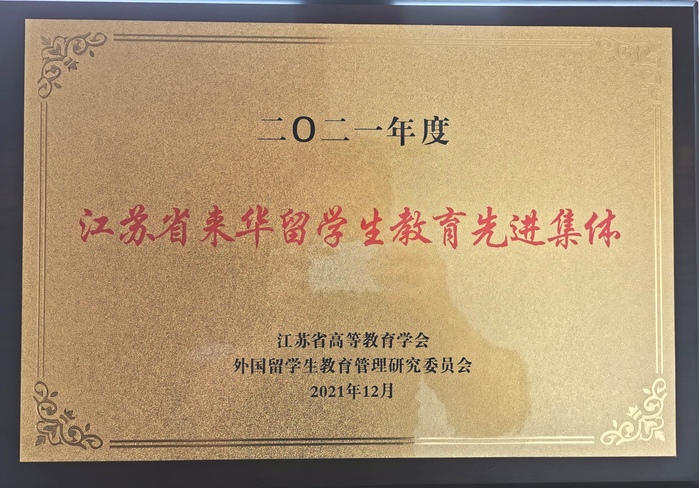 二〇二一年度
江苏省来华留学生教育先进集体
江苏省高等教育学会
外国留学生教育管理研究委员会
2021年12月